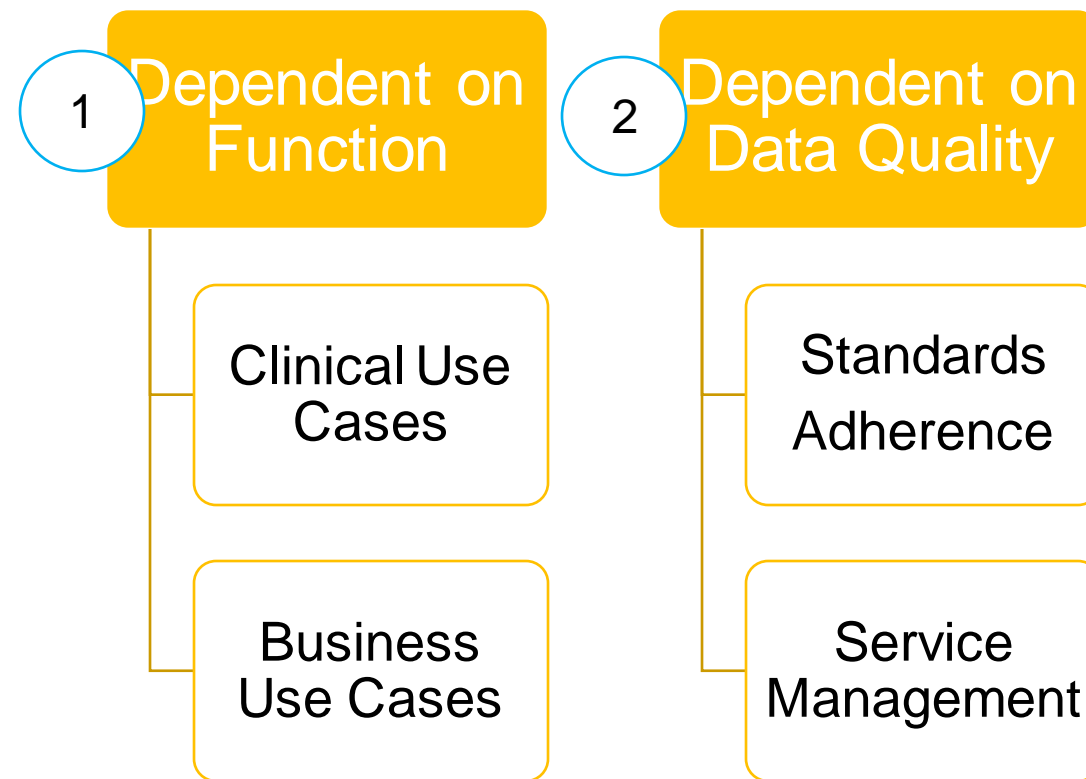 1
Dependent on
Function
Clinical Use
Cases
Business
Use Cases
2
Dependent on
Data Quality
Standards
Adherence
Service
Management